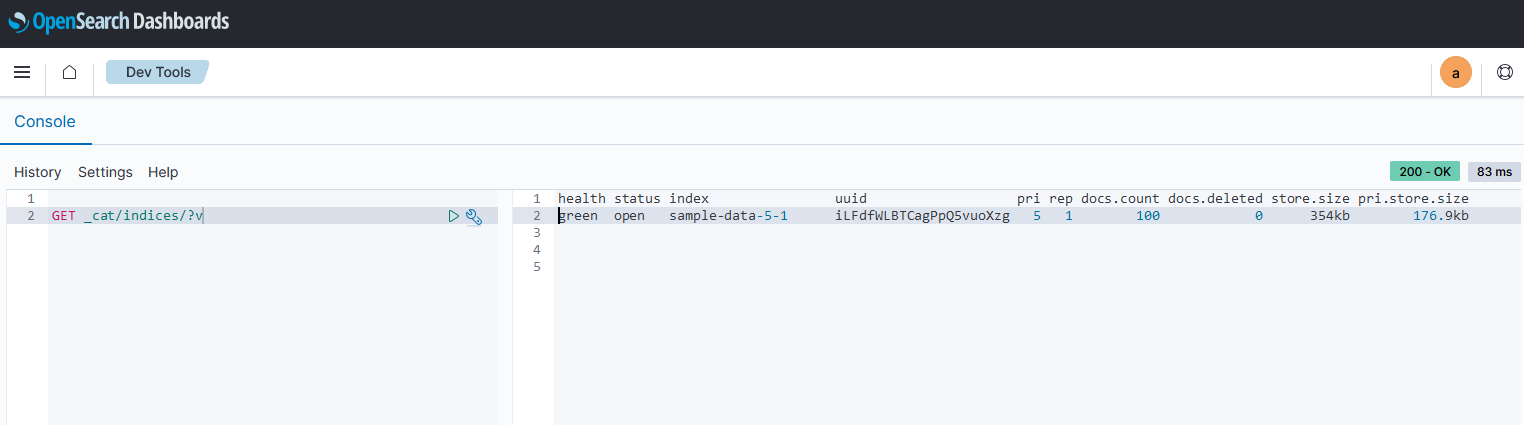 OpenSearch Dashboards
Dev Tools
a
Console
History Settings Help
200 - OK 83 ms
1
2 GET _cat/indices/?v
1 health status index uuid pri rep docs.count docs.deleted store.size pri.store.size
2 green open sample-data-5-1 iLFdfWLBTCagPpQ5vuoXzg 5 1 100 0 354kb 176.9kb
3
4
5